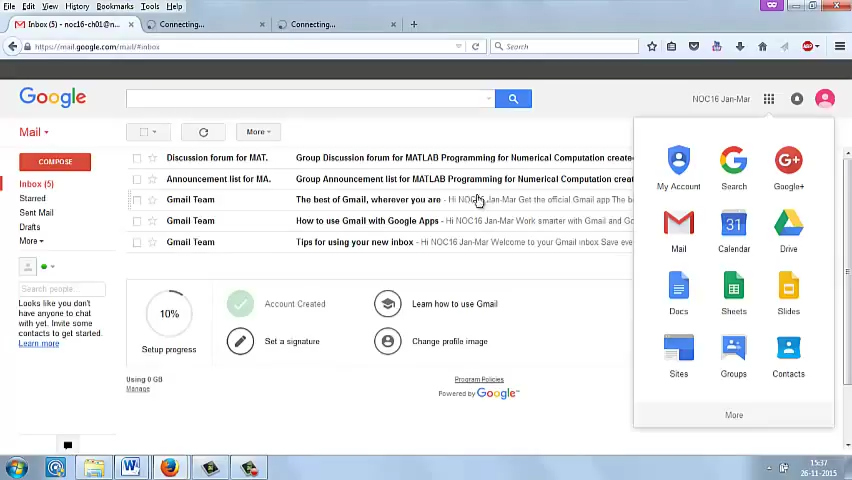 File Edit View History Bookmarks Tools Help
Inbox (5) - noc16-ch01@n...
Connecting...
Connecting...
https://mail.google.com/mail/#inbox
Search
Google
NOC16 Jan-Mar
Mail
More
COMPOSE
Inbox (5)
Starred
Sent Mail
Drafts
More
Discussion forum for MAT. Group Discussion forum for MATLAB Programming for Numerical Computation create
Announcement list for MA. Group Announcement list for MATLAB Programming for Numerical Computation crea
Gmail Team The best of Gmail, wherever you are - Hi NOC16 Jan-Mar Get the official Gmail app The
Gmail Team How to use Gmail with Google Apps - Hi NOC16 Jan-Mar Work smarter with Gmail and Go
Gmail Team Tips for using your new inbox - Hi NOC16 Jan-Mar Welcome to your Gmail inbox Save eve
My Account Search Google+
Mail Calendar Drive
Docs Sheets Slides
Sites Groups Contacts
More
Search people...
Looks like you don't
have anyone to chat
with yet. Invite some
contacts to get started.
Learn more
10%
Setup progress
Account Created
Learn how to use Gmail
Set a signature
Change profile image
Using 0 GB
Manage
Program Policies
Powered by Google™
15:37
26-11-2015